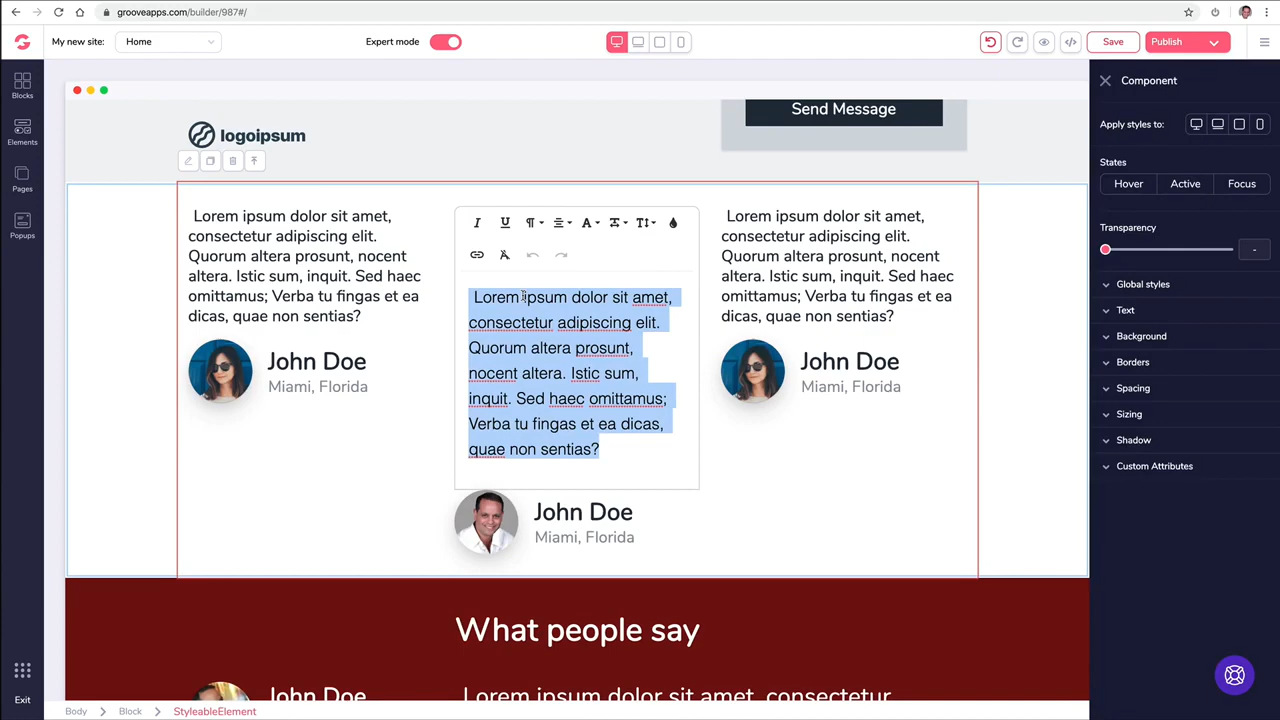 grooveapps.com/builder/987#/
My new site:
Home
Expert mode
Save
Publish
Blocks
Elements
Pages
Popups
Exit
logoipsum
Send Message
Lorem ipsum dolor sit amet,
consectetur adipiscing elit.
Quorum altera prosunt, nocent
altera. Istic sum, inquit. Sed haec
omittamus; Verba tu fingas et ea
dicas, quae non sentias?
John Doe
Miami, Florida
Lorem ipsum dolor sit amet,
consectetur adipiscing elit.
Quorum altera prosunt,
nocent altera. Istic sum,
inquit. Sed haec omittamus;
Verba tu fingas et ea dicas,
quae non sentias?
John Doe
Miami, Florida
Lorem ipsum dolor sit amet,
consectetur adipiscing elit.
Quorum altera prosunt, nocent
altera. Istic sum, inquit. Sed haec
omittamus; Verba tu fingas et ea
dicas, quae non sentias?
John Doe
Miami, Florida
What people say
John Doe
Lorem ipsum dolor sit amet, consectetur
Body
Block
StyleableElement
Component
Apply styles to:
States
Hover
Active
Focus
Transparency
-
Global styles
Text
Background
Borders
Spacing
Sizing
Shadow
Custom Attributes